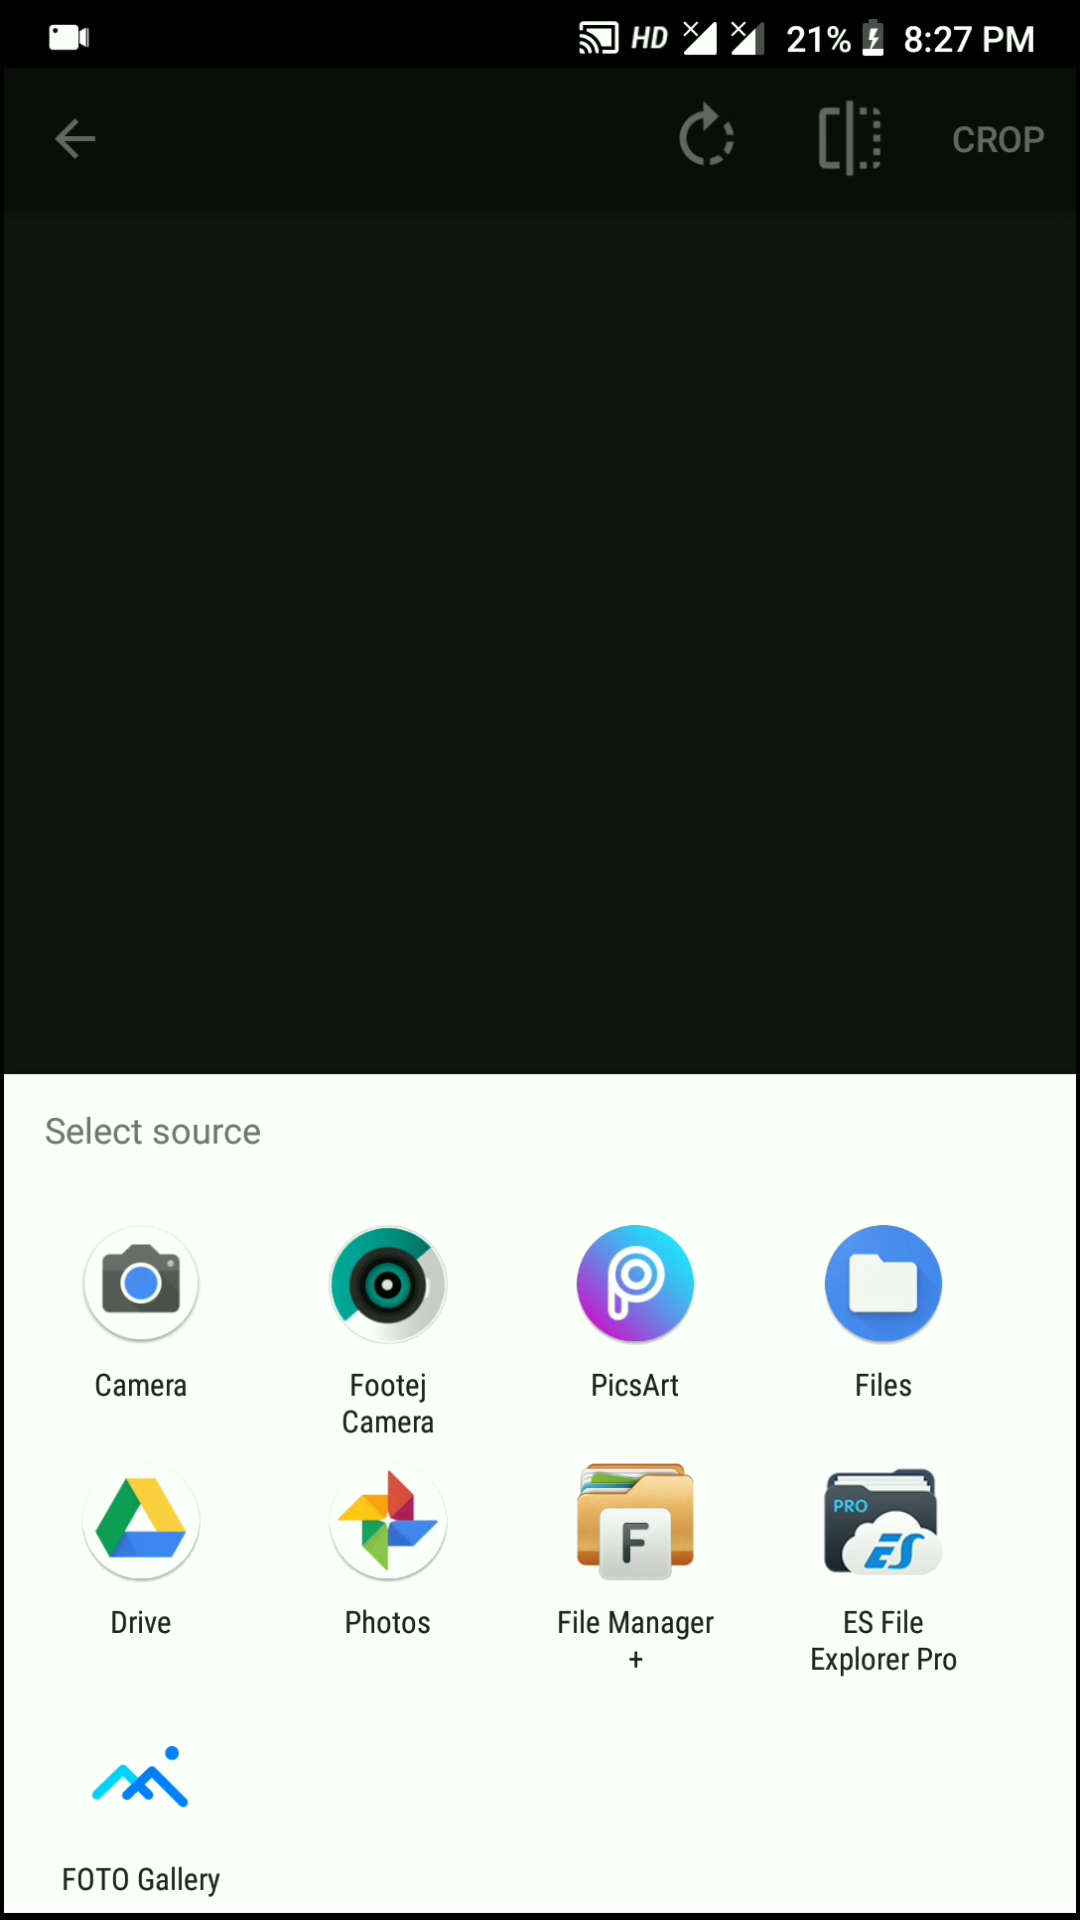 HD 21% 8:27 PM
CROP
Select source
Camera
Footej
Camera
PicsArt
Files
PRO
ES
F
Drive
Photos
File Manager
+
ES File
Explorer Pro
FOTO Gallery